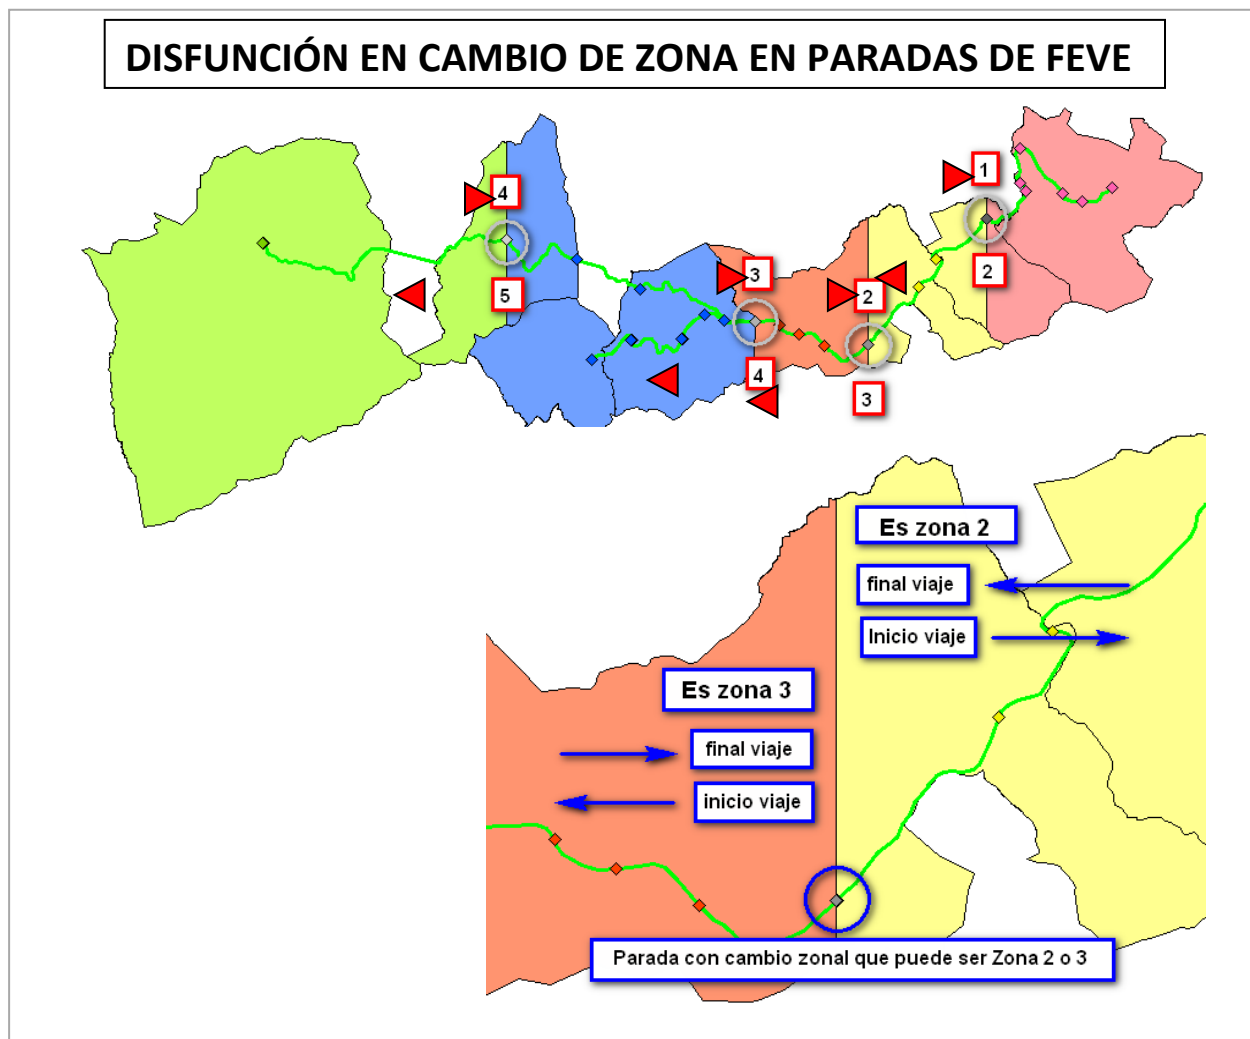 DISFUNCIÓN EN CAMBIO DE ZONA EN PARADAS DE FEVE
1
4
2
3
5
2
4
3
Es zona 2
final viaje
Inicio viaje
Es zona 3
final viaje
inicio viaje
Parada con cambio zonal que puede ser Zona 2 o 3